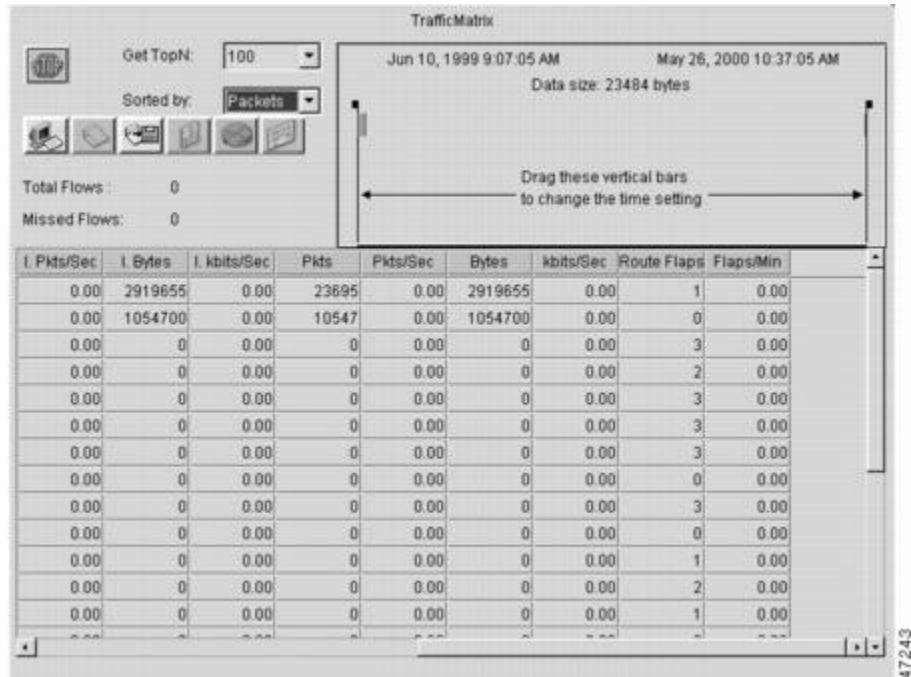 TrafficMatrix
Get TopN: 100
Sorted by: Packets
Total Flows : 0
Missed Flows: 0
Jun 10, 1999 9:07:05 AM May 26, 2000 10:37:05 AM
Data size: 23484 bytes
Drag these vertical bars
to change the time setting
I. Pkts/Sec I. Bytes I. kbits/Sec Pkts Pkts/Sec Bytes kbits/Sec Route Flaps Flaps/Min
0.00 2919655 0.00 23695 0.00 2919655 0.00 1 0.00
0.00 1054700 0.00 10547 0.00 1054700 0.00 0 0.00
0.00 0 0.00 0 0.00 0 0.00 3 0.00
0.00 0 0.00 0 0.00 0 0.00 2 0.00
0.00 0 0.00 0 0.00 0 0.00 3 0.00
0.00 0 0.00 0 0.00 0 0.00 3 0.00
0.00 0 0.00 0 0.00 0 0.00 3 0.00
0.00 0 0.00 0 0.00 0 0.00 0 0.00
0.00 0 0.00 0 0.00 0 0.00 3 0.00
0.00 0 0.00 0 0.00 0 0.00 0 0.00
0.00 0 0.00 0 0.00 0 0.00 1 0.00
0.00 0 0.00 0 0.00 0 0.00 2 0.00
0.00 0 0.00 0 0.00 0 0.00 1 0.00
47243